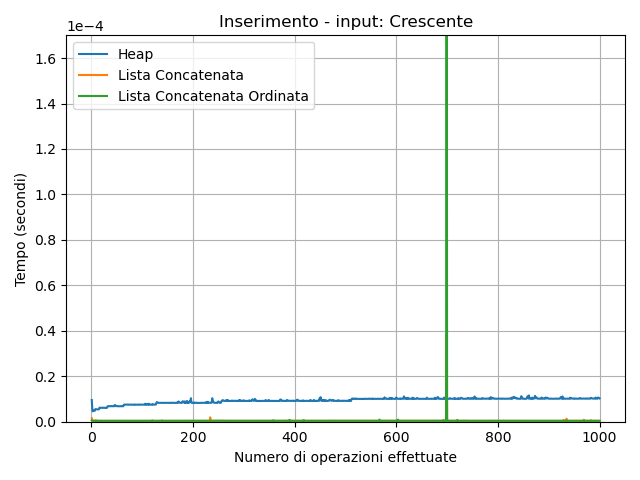 Inserimento - input: Crescente
1e−4
Heap
Lista Concatenata
Lista Concatenata Ordinata
Tempo (secondi)
1.6
1.4
1.2
1.0
0.8
0.6
0.4
0.2
0.0
0 200 400 600 800 1000
Numero di operazioni effettuate